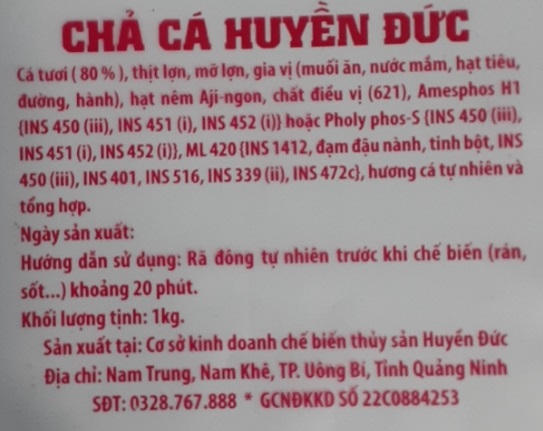 CHẢ CÁ HUYỀN ĐỨC
Cá tươi ( 80 % ), thịt lợn, mỡ lợn, gia vị (muối ăn, nước mắm, hạt tiêu,
đường, hành), hạt nêm Aji-ngon, chất điều vị (621), Amesphos H1
{INS 450 (iii), INS 451 (i), INS 452 (i)} hoặc Pholy phos-S {INS 450 (iii),
INS 451 (i), INS 452 (i)}, ML 420 {INS 1412, đạm đậu nành, tinh bột, INS
450 (iii), INS 401, INS 516, INS 339 (ii), INS 472c}, hương cá tự nhiên và
tổng hợp.
Ngày sản xuất:
Hướng dẫn sử dụng: Rã đông tự nhiên trước khi chế biến (rán,
sốt...) khoảng 20 phút.
Khối lượng tịnh: 1kg.
Sản xuất tại: Cơ sở kinh doanh chế biến thủy sản Huyền Đức
Địa chỉ: Nam Trung, Nam Khê, TP. Uông Bí, Tỉnh Quảng Ninh
SĐT: 0328.767.888 * GCNĐKKD SỐ 22C0884253